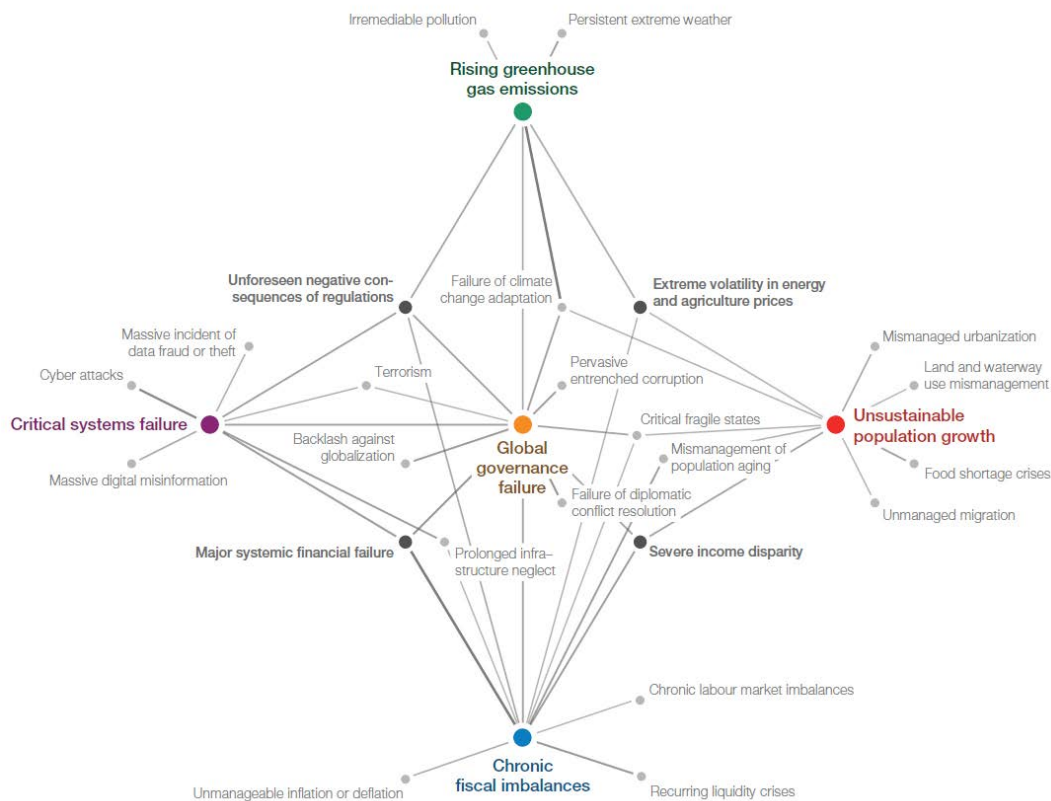 Irremediable pollution
Persistent extreme weather
Rising greenhouse
gas emissions
Unforeseen negative con-
sequences of regulations
Failure of climate
change adaptation
Extreme volatility in energy
and agriculture prices
Massive incident of
data fraud or theft
Mismanaged urbanization
Cyber attacks
Terrorism
Pervasive
entrenched corruption
Land and waterway
use mismanagement
Critical systems failure
Critical fragile states
Unsustainable
population growth
Backlash against
globalization
Global
governance
failure
Mismanagement of
population aging
Massive digital misinformation
Food shortage crises
Failure of diplomatic
conflict resolution
Unmanaged migration
Major systemic financial failure
Prolonged infra-
structure neglect
Severe income disparity
Chronic labour market imbalances
Chronic
fiscal imbalances
Unmanageable inflation or deflation
Recurring liquidity crises